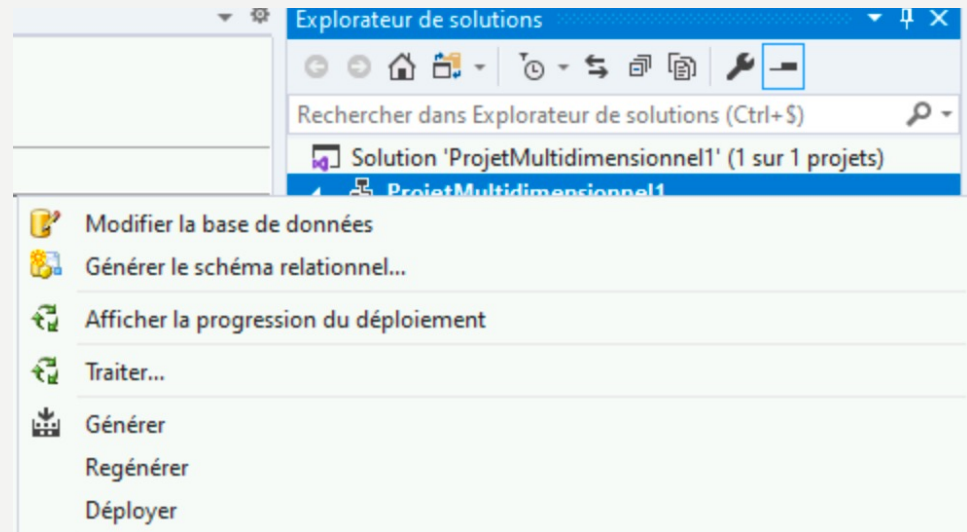 Explorateur de solutions
Rechercher dans Explorateur de solutions (Ctrl+$)
Solution 'ProjetMultidimensionnel1' (1 sur 1 projets)
ProjetMultidimensionnel1
Modifier la base de données
Générer le schéma relationnel...
Afficher la progression du déploiement
Traiter...
Générer
Regénérer
Déployer